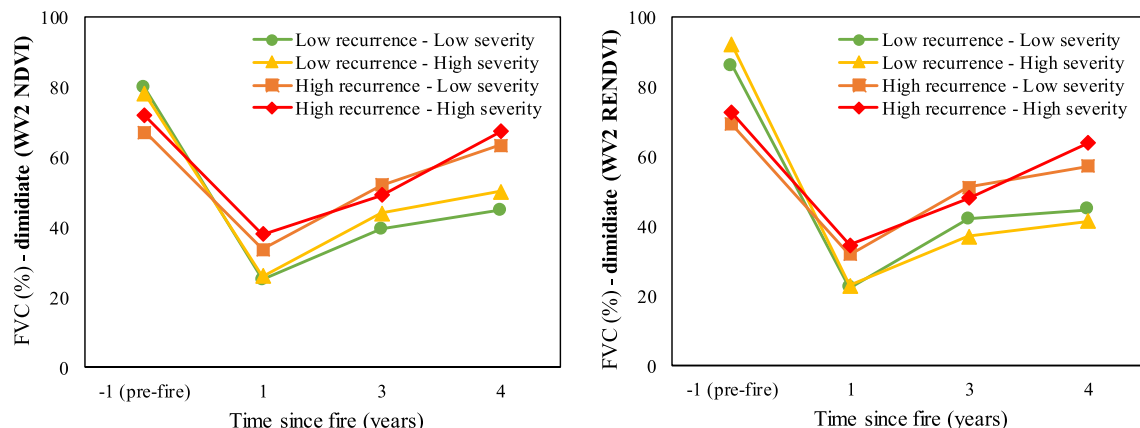 FVC (%) - dimidiate (WV2 NDVI)
100
80
60
40
20
0
Low recurrence - Low severity
Low recurrence - High severity
High recurrence - Low severity
High recurrence - High severity
-1 (pre-fire) 1 3 4
Time since fire (years)
FVC (%) - dimidiate (WV2 RENDVI)
100
80
60
40
20
0
Low recurrence - Low severity
Low recurrence - High severity
High recurrence - Low severity
High recurrence - High severity
-1 (pre-fire) 1 3 4
Time since fire (years)